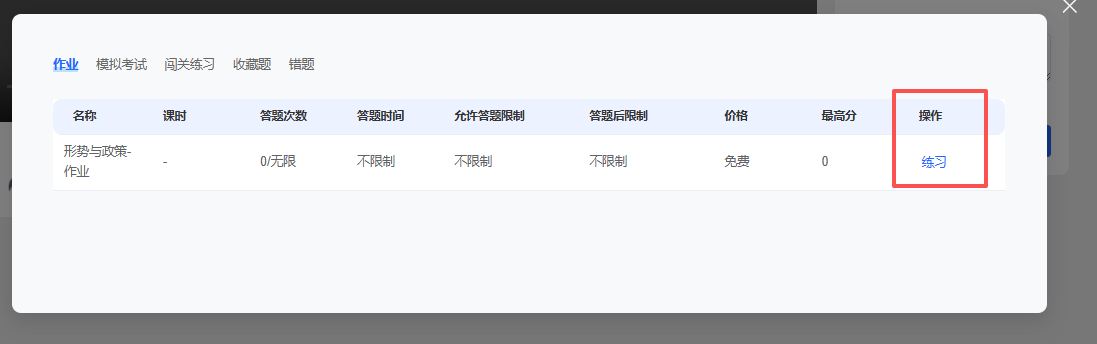 作业 模拟考试 闯关练习 收藏题 错题
名称 课时 答题次数 答题时间 允许答题限制 答题后限制 价格 最高分 操作
形势与政策-
作业 - 0/无限 不限制 不限制 不限制 免费 0 练习